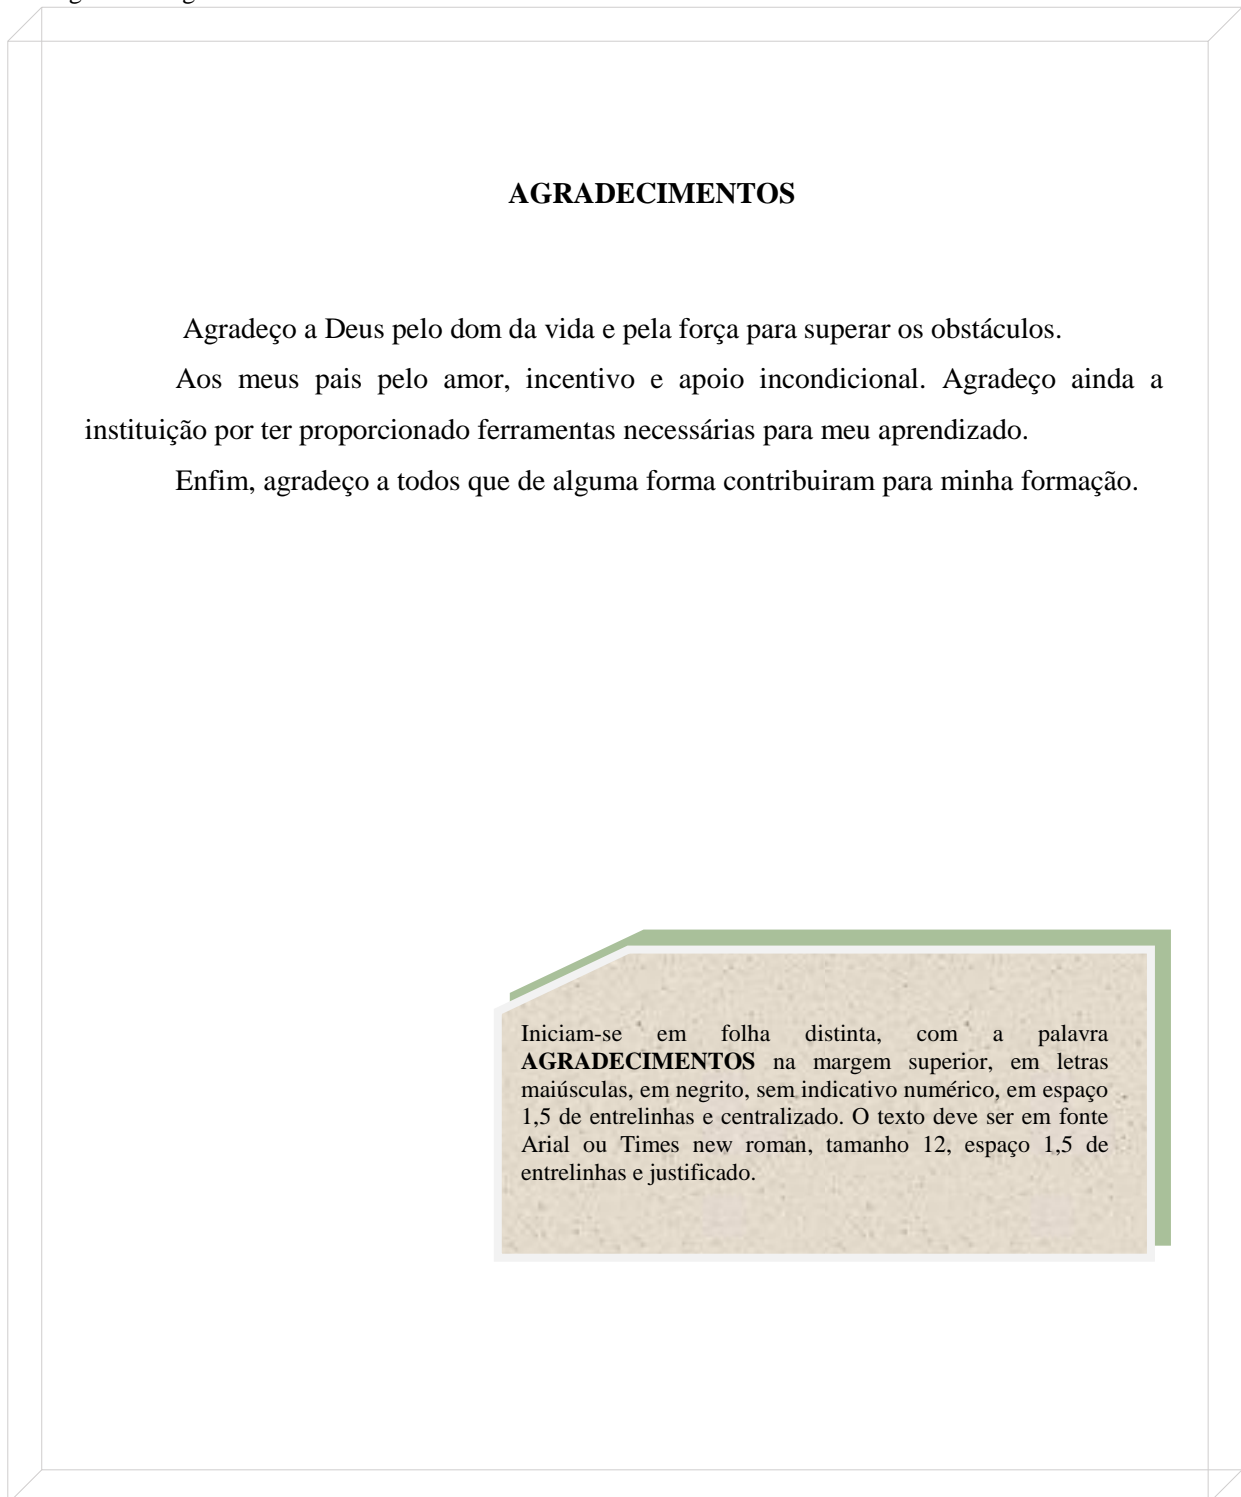 AGRADECIMENTOS
Agradeço a Deus pelo dom da vida e pela força para superar os obstáculos.
Aos meus pais pelo amor, incentivo e apoio incondicional. Agradeço ainda a
instituição por ter proporcionado ferramentas necessárias para meu aprendizado.
Enfim, agradeço a todos que de alguma forma contribuiram para minha formação.
Iniciam-se em folha distinta, com a palavra
AGRADECIMENTOS na margem superior, em letras
maiúsculas, em negrito, sem indicativo numérico, em espaço
1,5 de entrelinhas e centralizado. O texto deve ser em fonte
Arial ou Times new roman, tamanho 12, espaço 1,5 de
entrelinhas e justificado.